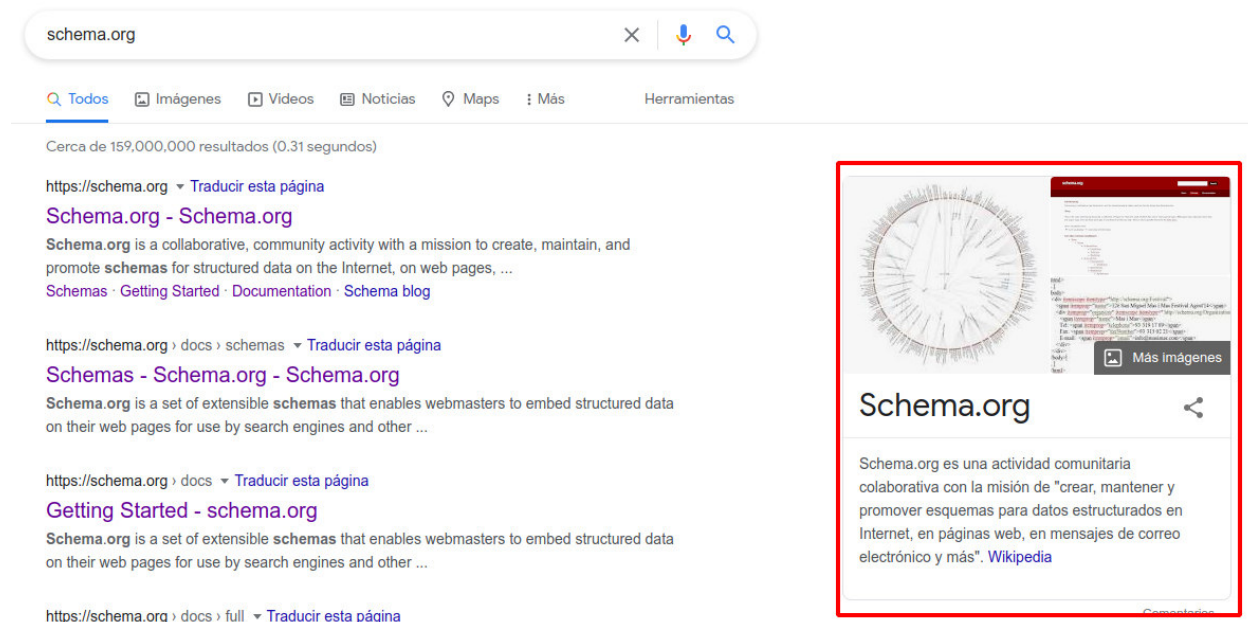 schema.org
Todos Imágenes Videos Noticias Maps Más Herramientas
Cerca de 159,000,000 resultados (0.31 segundos)
https://schema.org Traducir esta página
Schema.org - Schema.org
Schema.org is a collaborative, community activity with a mission to create, maintain, and
promote schemas for structured data on the Internet, on web pages, ...
Schemas · Getting Started · Documentation · Schema blog
https://schema.org › docs › schemas Traducir esta página
Schemas - Schema.org - Schema.org
Schema.org is a set of extensible schemas that enables webmasters to embed structured data
on their web pages for use by search engines and other ...
https://schema.org › docs Traducir esta página
Getting Started - schema.org
Schema.org is a set of extensible schemas that enables webmasters to embed structured data
on their web pages for use by search engines and other ...
https://schema.org › docs › full Traducir esta página
schema.org
Más imágenes
Schema.org
Schema.org es una actividad comunitaria
colaborativa con la misión de "crear, mantener y
promover esquemas para datos estructurados en
Internet, en páginas web, en mensajes de correo
electrónico y más". Wikipedia
Comentarios